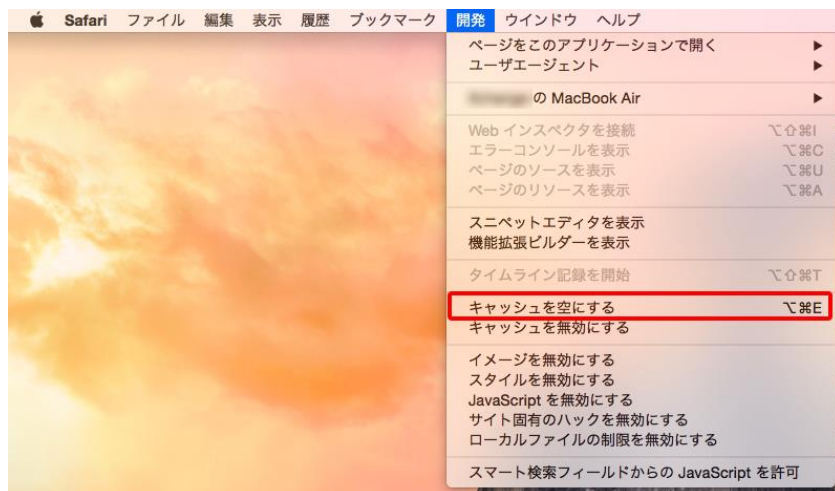 Safari ファイル 編集 表示 履歴 ブックマーク 開発 ウインドウ ヘルプ
ページをこのアプリケーションで開く ▶
ユーザエージェント ▶
の MacBook Air ▶
Web インスペクタを接続 ⌥⇧⌘I
エラーコンソールを表示 ⌥⌘C
ページのソースを表示 ⌥⌘U
ページのリソースを表示 ⌥⌘A
スニペットエディタを表示
機能拡張ビルダーを表示
タイムライン記録を開始 ⌥⇧⌘T
キャッシュを空にする ⌥⌘E
キャッシュを無効にする
イメージを無効にする
スタイルを無効にする
JavaScript を無効にする
サイト固有のハックを無効にする
ローカルファイルの制限を無効にする
スマート検索フィールドからの JavaScript を許可